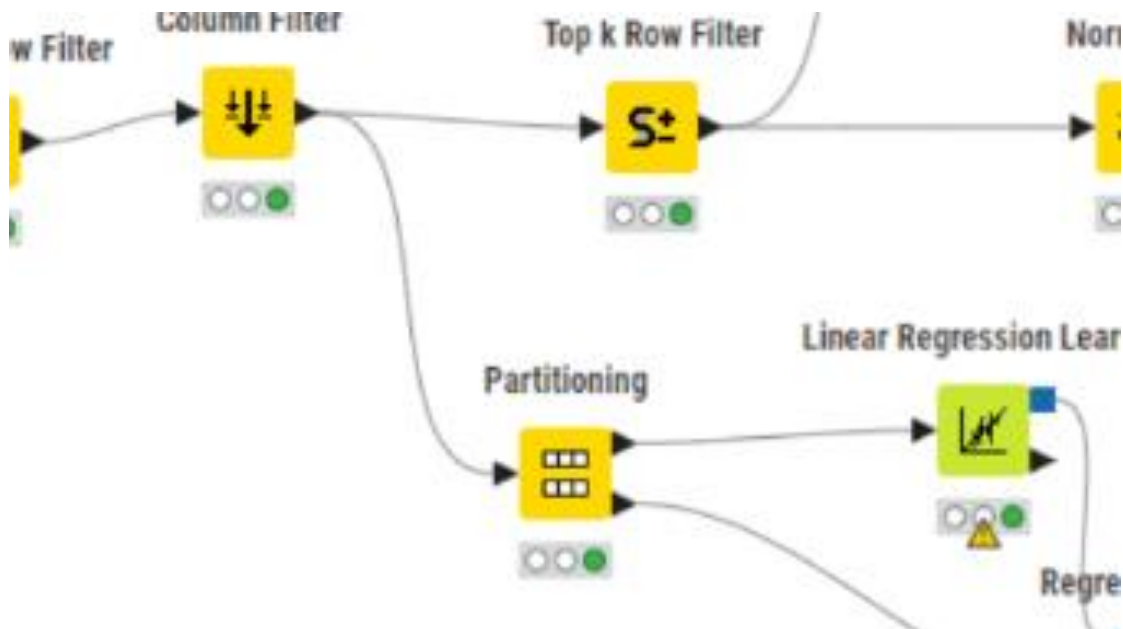 Column Filter
w Filter
Top k Row Filter
Nor
Linear Regression Lear
Partitioning
Regre